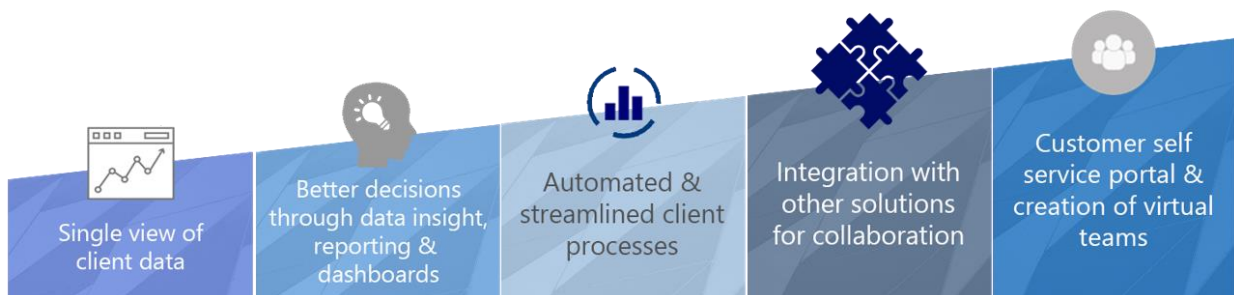 Single view of
client data
Better decisions
through data insight,
reporting &
dashboards
Automated &
streamlined client
processes
Integration with
other solutions
for collaboration
Customer self
service portal &
creation of virtual
teams